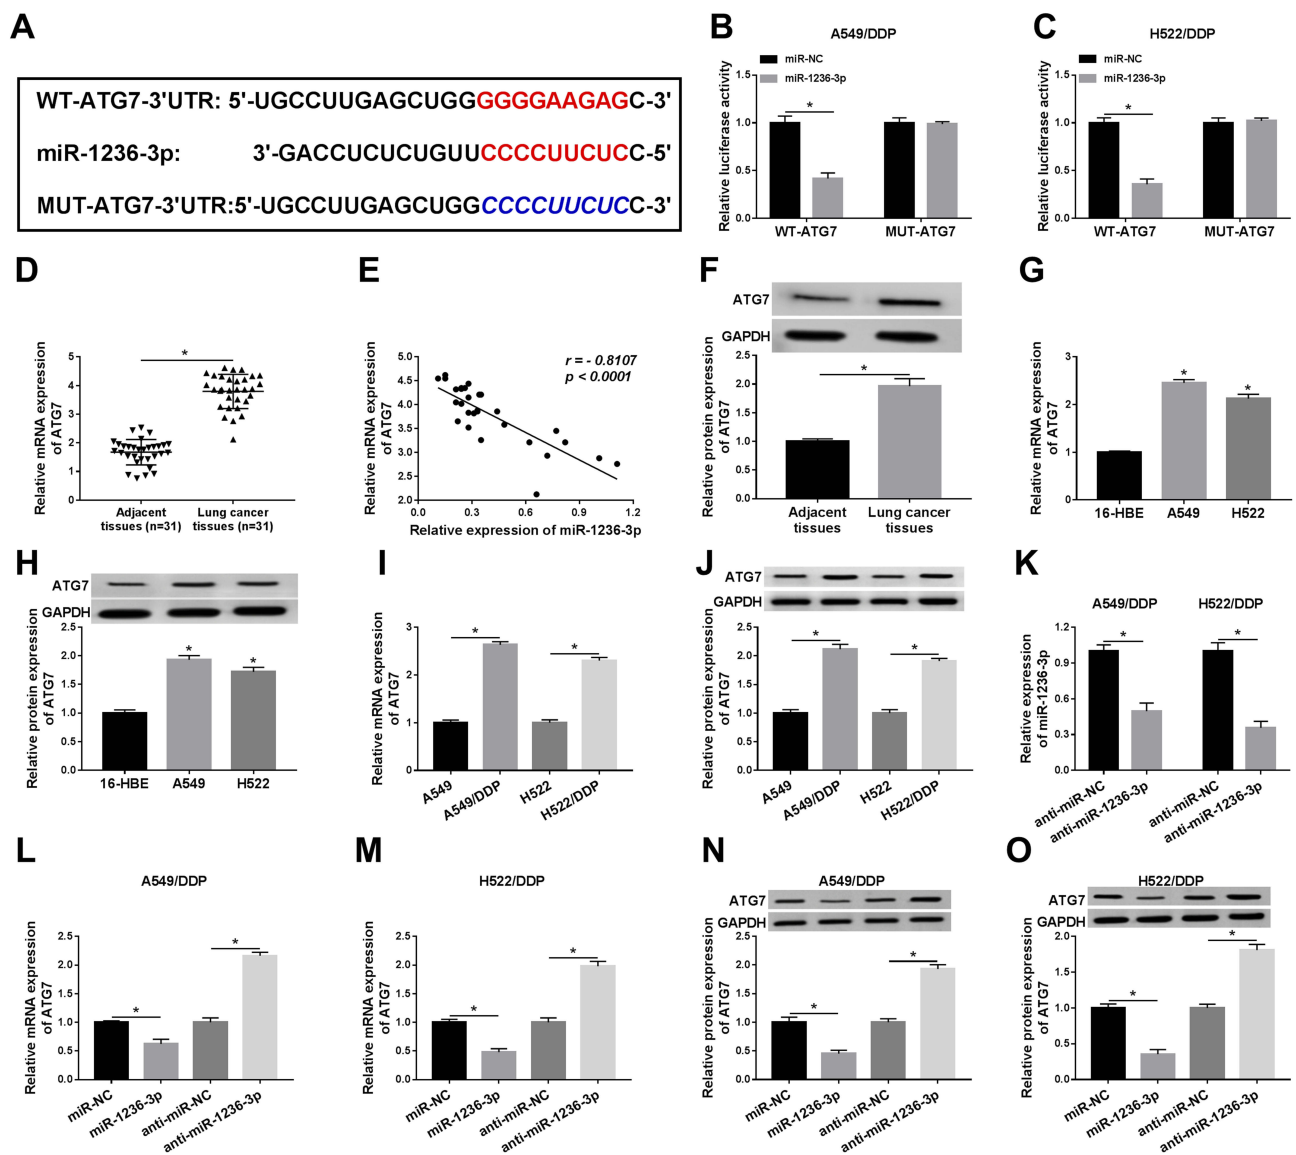 A
WT-ATG7-3'UTR: 5'-UGCCUUGAGCUGGGGGGAAGAGC-3'
miR-1236-3p: 3'-GACCUCUCUGUUCCCCUUCUCC-5'
MUT-ATG7-3'UTR:5'-UGCCUUGAGCUGGCCCCUUCUCC-3'
B
A549/DDP
miR-NC
miR-1236-3p
Relative luciferase activity
1.5
1.0
0.5
0.0
*
WT-ATG7 MUT-ATG7
C
H522/DDP
miR-NC
miR-1236-3p
Relative luciferase activity
1.5
1.0
0.5
0.0
*
WT-ATG7 MUT-ATG7
D
Relative mRNA expression
of ATG7
5
4
3
2
1
0
*
Adjacent
tissues (n=31)
Lung cancer
tissues (n=31)
E
Relative mRNA expression
of ATG7
5.0
4.5
4.0
3.5
3.0
2.5
2.0
r = - 0.8107
p < 0.0001
0.0 0.3 0.6 0.9 1.2
Relative expression of miR-1236-3p
F
ATG7
GAPDH
Relative protein expression
of ATG7
2.5
2.0
1.5
1.0
0.5
0.0
*
Adjacent
tissues
Lung cancer
tissues
G
Relative mRNA expression
of ATG7
3
2
1
0
* *
16-HBE A549 H522
H
ATG7
GAPDH
Relative protein expression
of ATG7
2.5
2.0
1.5
1.0
0.5
0.0
* *
16-HBE A549 H522
I
Relative mRNA expression
of ATG7
3
2
1
0
* *
A549 A549/DDP H522 H522/DDP
J
ATG7
GAPDH
Relative protein expression
of ATG7
2.5
2.0
1.5
1.0
0.5
0.0
* *
A549 A549/DDP H522 H522/DDP
K
A549/DDP H522/DDP
Relative expression
of miR-1236-3p
1.2
0.9
0.6
0.3
0.0
* *
anti-miR-NC anti-miR-1236-3p anti-miR-NC anti-miR-1236-3p
L
A549/DDP
Relative mRNA expression
of ATG7
2.5
2.0
1.5
1.0
0.5
0.0
* *
miR-NC miR-1236-3p anti-miR-NC anti-miR-1236-3p
M
H522/DDP
Relative mRNA expression
of ATG7
2.5
2.0
1.5
1.0
0.5
0.0
* *
miR-NC miR-1236-3p anti-miR-NC anti-miR-1236-3p
N
A549/DDP
ATG7
GAPDH
Relative protein expression
of ATG7
2.5
2.0
1.5
1.0
0.5
0.0
* *
miR-NC miR-1236-3p anti-miR-NC anti-miR-1236-3p
O
H522/DDP
ATG7
GAPDH
Relative protein expression
of ATG7
2.0
1.5
1.0
0.5
0.0
* *
miR-NC miR-1236-3p anti-miR-NC anti-miR-1236-3p